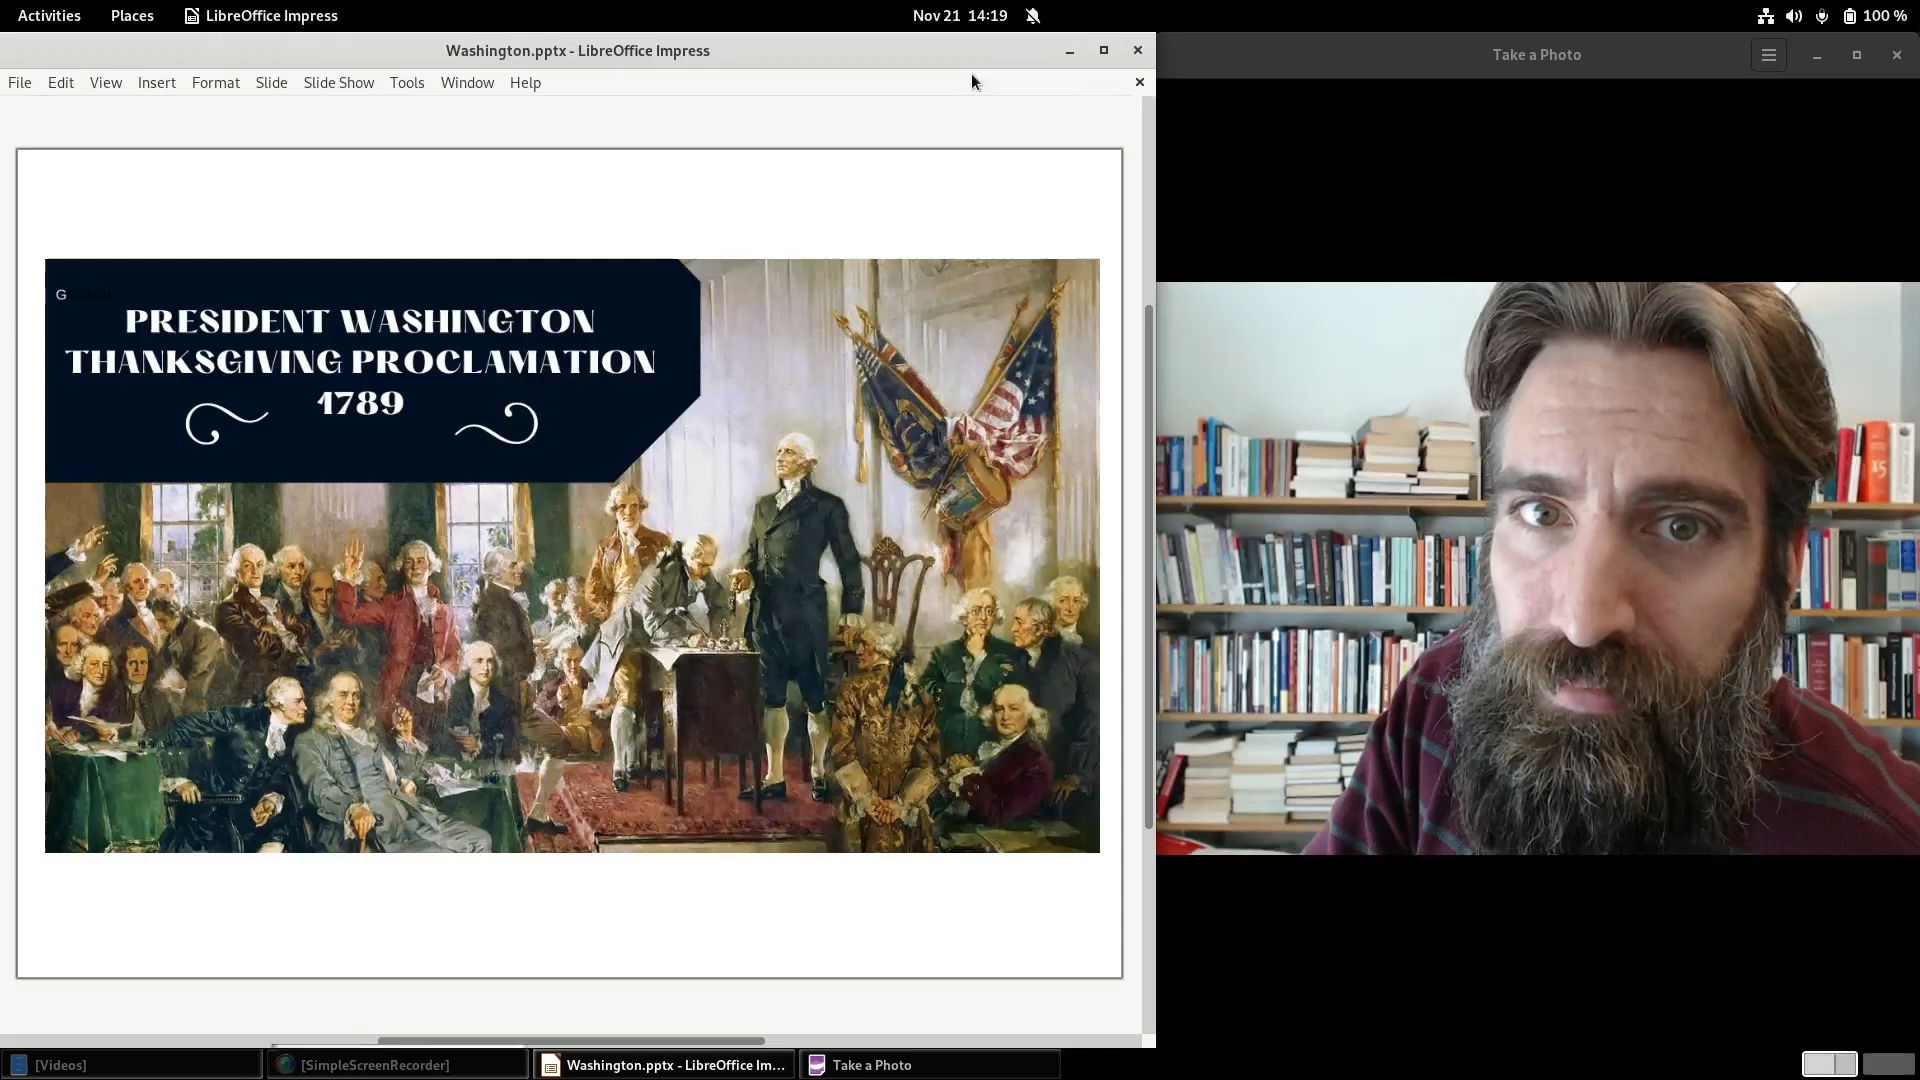 Activities Places LibreOffice Impress Nov 21 14:19 100 %
Washington.pptx - LibreOffice Impress
Take a Photo
File Edit View Insert Format Slide Slide Show Tools Window Help
G
PRESIDENT WASHINGTON
THANKSGIVING PROCLAMATION
1789
15
[Videos] [SimpleScreenRecorder] Washington.pptx - LibreOffice Im... Take a Photo